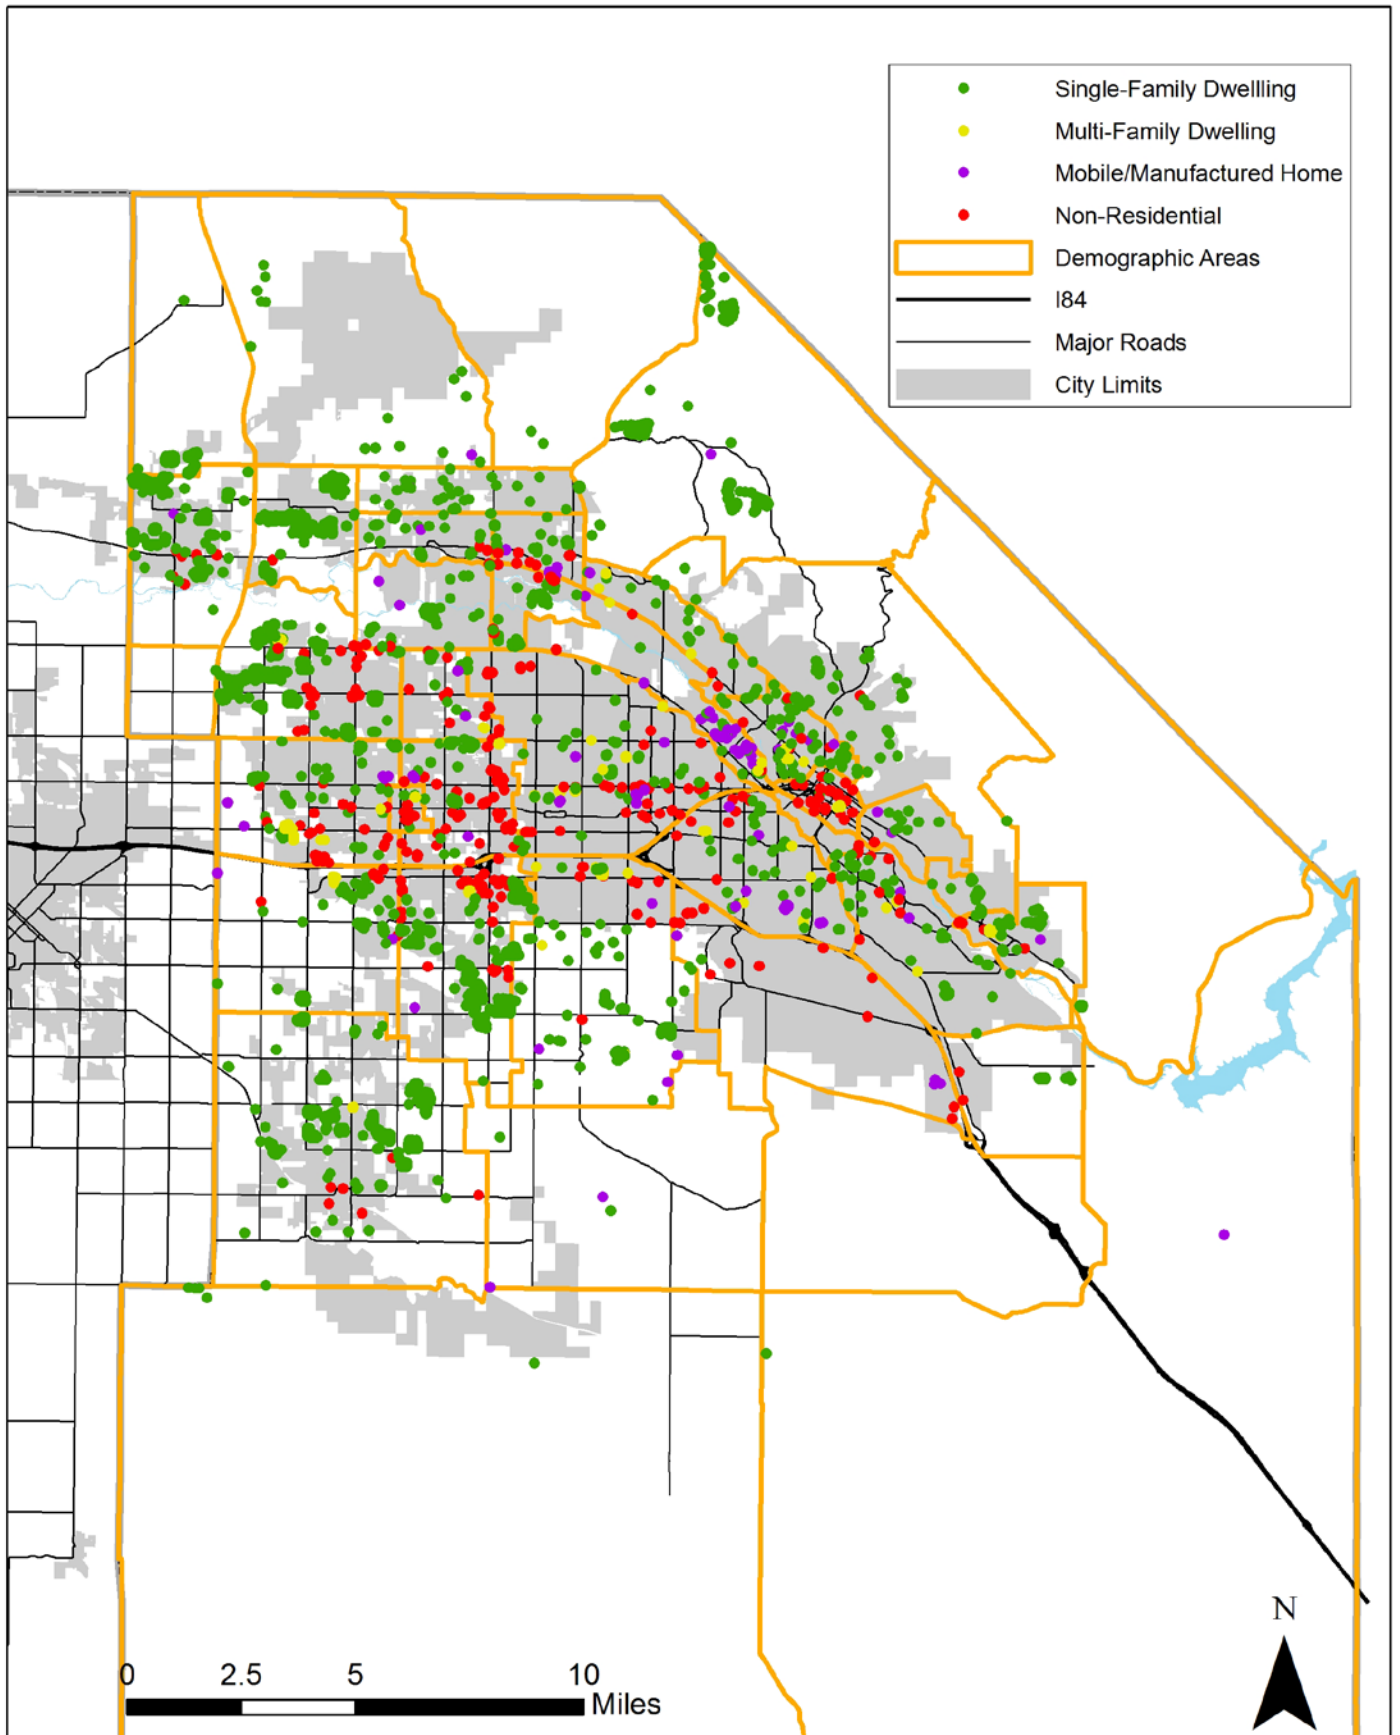 Single-Family Dwellling
Multi-Family Dwelling
Mobile/Manufactured Home
Non-Residential
Demographic Areas
I84
Major Roads
City Limits
N
0 2.5 5 10
Miles